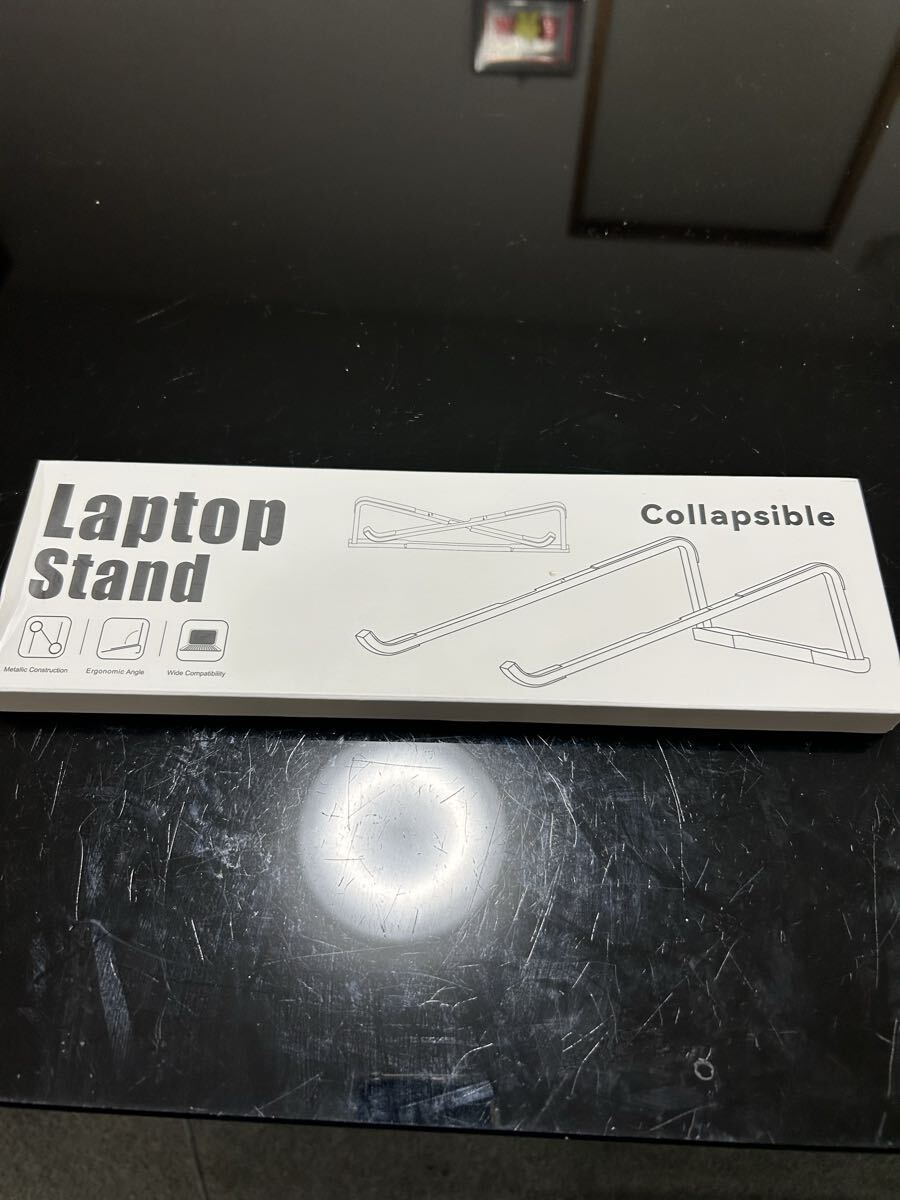 Laptop
Stand
Collapsible
Metallic Construction
Ergonomic Angle
Wide Compatibility